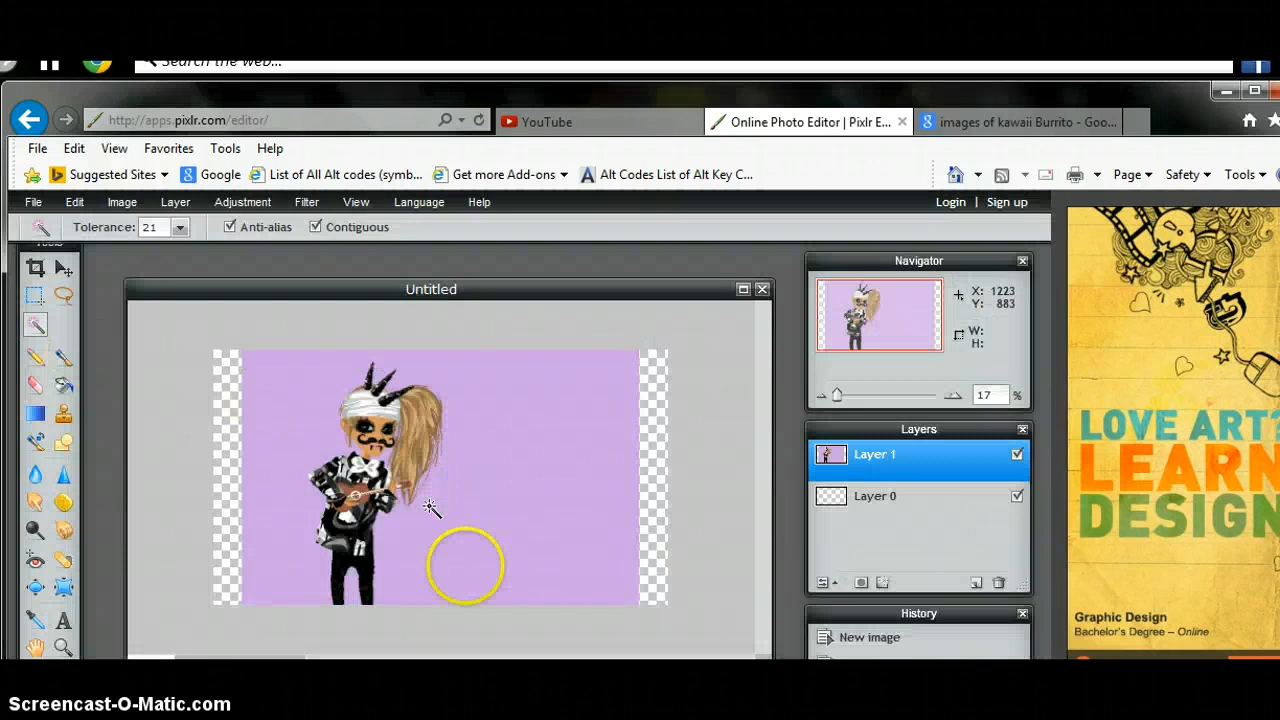 Search the web...
http://apps.pixlr.com/editor/
YouTube
Online Photo Editor | Pixlr E...
images of kawaii Burrito - Goo...
File Edit View Favorites Tools Help
Suggested Sites Google List of All Alt codes (symb... Get more Add-ons Alt Codes List of Alt Key C...
Page Safety Tools
File Edit Image Layer Adjustment Filter View Language Help
Login | Sign up
Tolerance: 21 Anti-alias Contiguous
Tools
Untitled
Navigator
X: 1223
Y: 883
W:
H:
17 %
Layers
Layer 1
Layer 0
History
New image
LOVE ART?
LEARN
DESIGN
Graphic Design
Bachelor's Degree – Online
Screencast-O-Matic.com